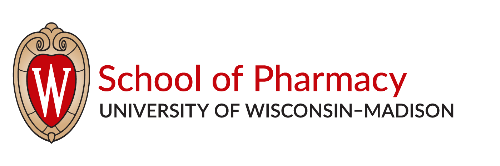 W
School of Pharmacy
UNIVERSITY OF WISCONSIN–MADISON